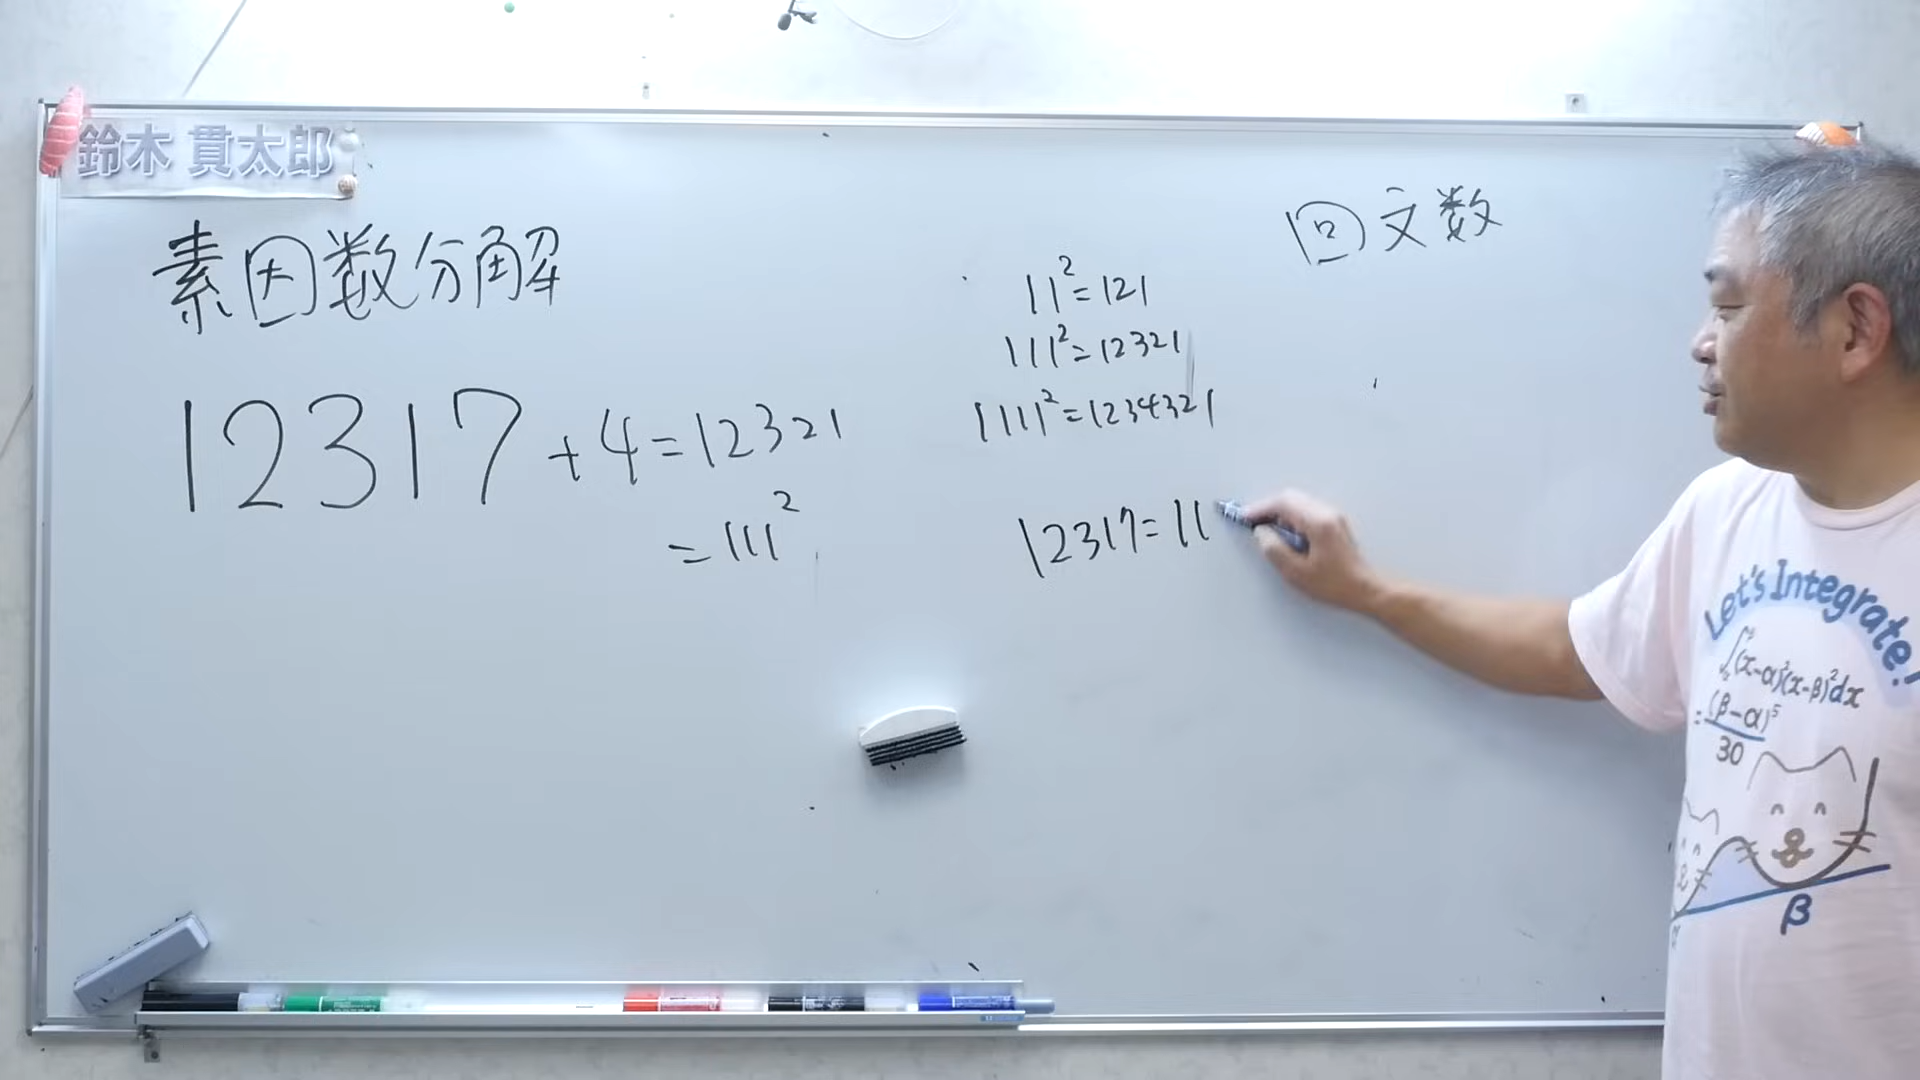 鈴木 貫太郎
素因数分解
12317+4=12321
=111²
回文数
11²=121
111²=12321
1111²=1234321
12317=11
Let's Integrate!
∫(x-α)²(x-β)²dx
=(β-α)⁵
30
β